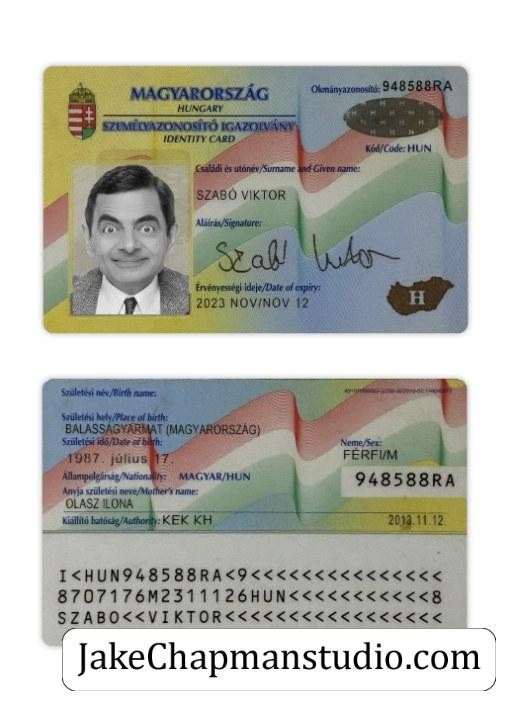 MAGYARORSZÁG
HUNGARY
SZEMÉLYAZONOSÍTÓ IGAZOLVÁNY
IDENTITY CARD
Okmányazonosító: 948588RA
Kód/Code: HUN
Családi és utónév/Surname and Given name:
SZABÓ VIKTOR
Aláírás/Signature:
Szabó Viktor
Érvényességi ideje/Date of expiry:
2023 NOV/NOV 12
H
Születési név/Birth name:
Születési hely/Place of birth:
BALASSAGYARMAT (MAGYARORSZÁG)
Születési idő/Date of birth:
1987. július 17.
Neme/Sex:
FÉRFI/M
Állampolgárság/Nationality: MAGYAR/HUN
948588RA
Anyja születési neve/Mother's name:
OLASZ ILONA
Kiállító hatóság/Authority: KEK KH
2013.11.12.
I<HUN948588RA<9<<<<<<<<<<<<<<<
8707176M2311126HUN<<<<<<<<<<<8
SZABO<<VIKTOR<<<<<<<<<<<<<<<<<
JakeChapmanstudio.com